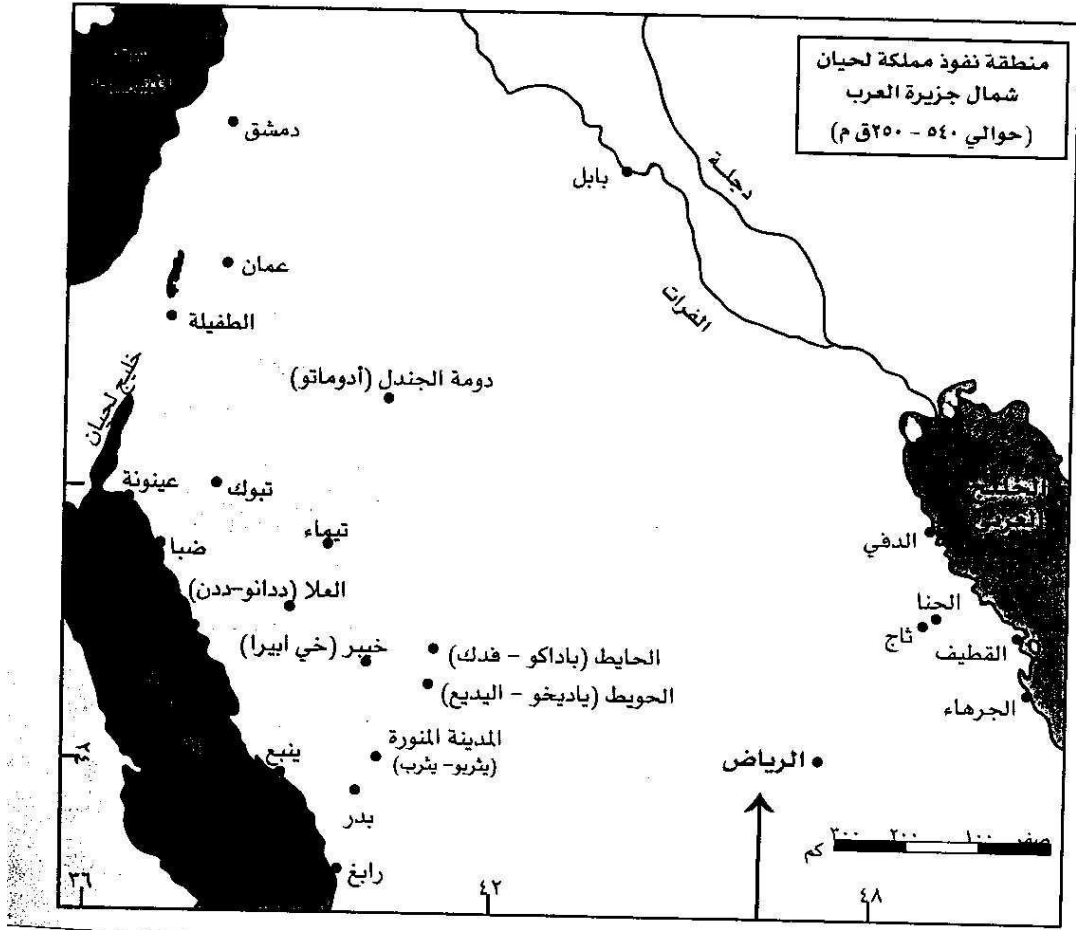 منطقة نفوذ مملكة لحيان
شمال جزيرة العرب
(حوالي ٥٤٠ - ٢٥٠ق م)
دمشق
بابل
دجلة
الفرات
عمان
الطفيلة
خليج لحيان
دومة الجندل (أدوماتو)
عينونة
تبوك
تيماء
ضبا
العلا (ددانو-ددن)
خيبر (خي ابيرا)
الحايط (باداكو - فدك)
الحويط (ياديخو - اليديع)
المدينة المنورة
(يثربو- يثرب)
ينبع
بدر
رابغ
الخليج
العربي
الدفي
الحنا
ثاج
القطيف
الجرهاء
الرياض
صفر ١٠٠ ٢٠٠ ٣٠٠
كم
٤٨
٣٦
٤٢
٤٨